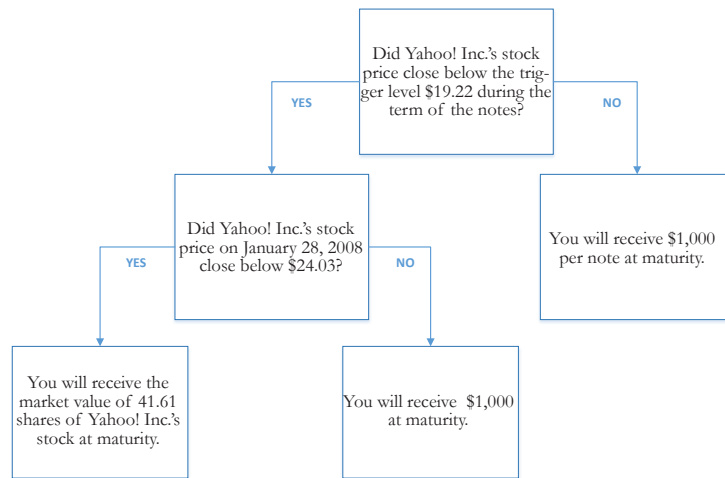 Did Yahoo! Inc.'s stock
price close below the trig-
ger level $19.22 during the
term of the notes?
YES
NO
Did Yahoo! Inc.'s stock
price on January 28, 2008
close below $24.03?
You will receive $1,000
per note at maturity.
YES
NO
You will receive the
market value of 41.61
shares of Yahoo! Inc.'s
stock at maturity.
You will receive $1,000
at maturity.